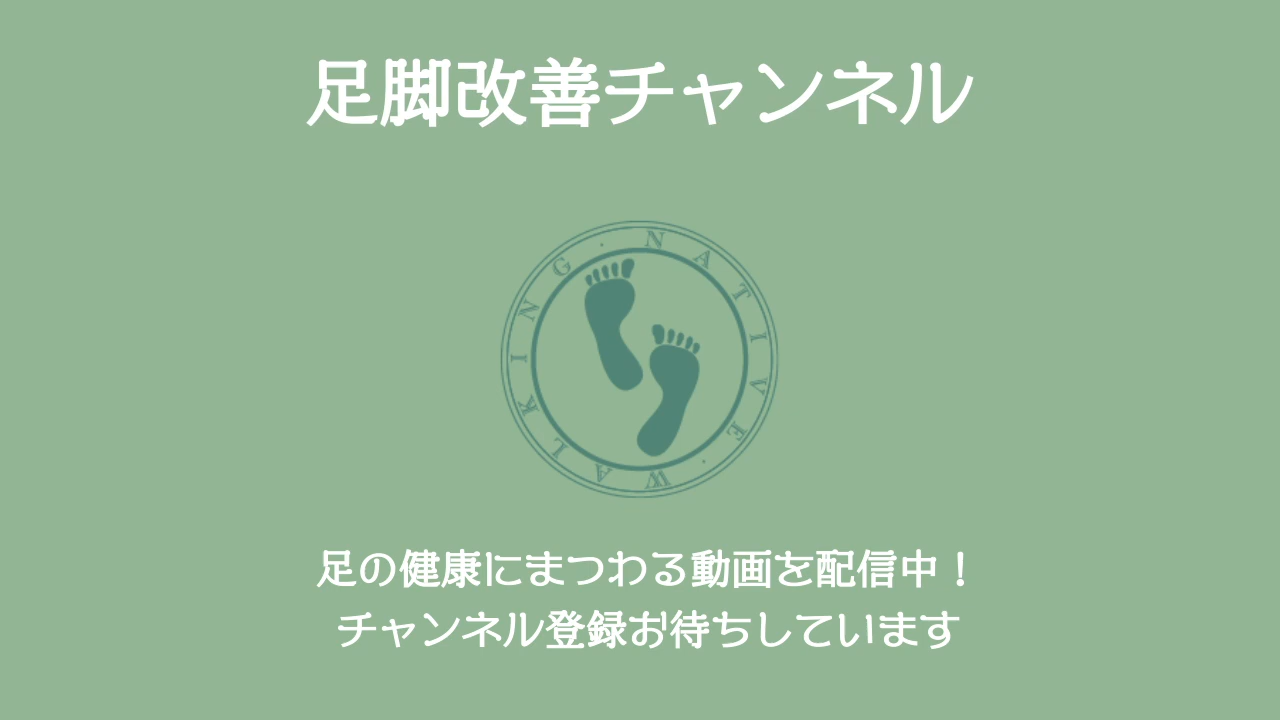 足脚改善チャンネル
NATIVE・WALKING・
足の健康にまつわる動画を配信中！
チャンネル登録お待ちしています